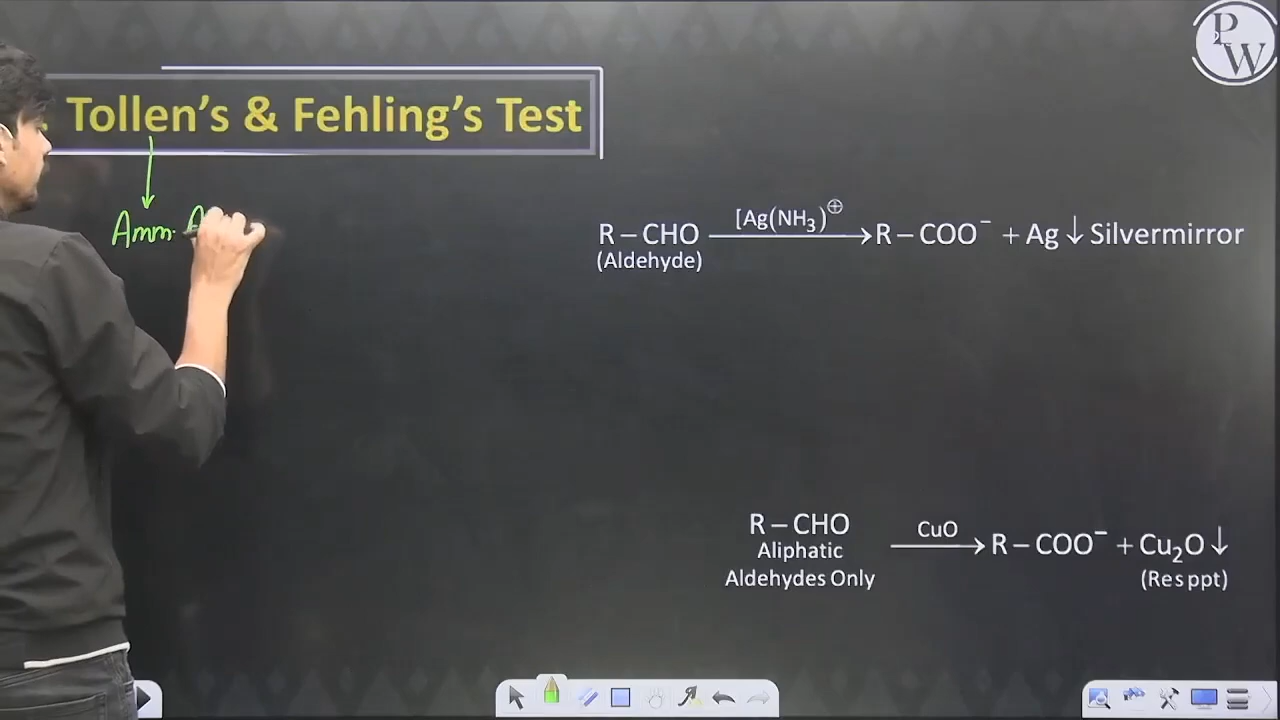 PW
Tollen's & Fehling's Test
Amm.
R – CHO [Ag(NH₃)⊕ → R – COO⁻ + Ag ↓ Silvermirror
(Aldehyde)
R – CHO CuO → R – COO⁻ + Cu₂O ↓
Aliphatic
Aldehydes Only (Res ppt)